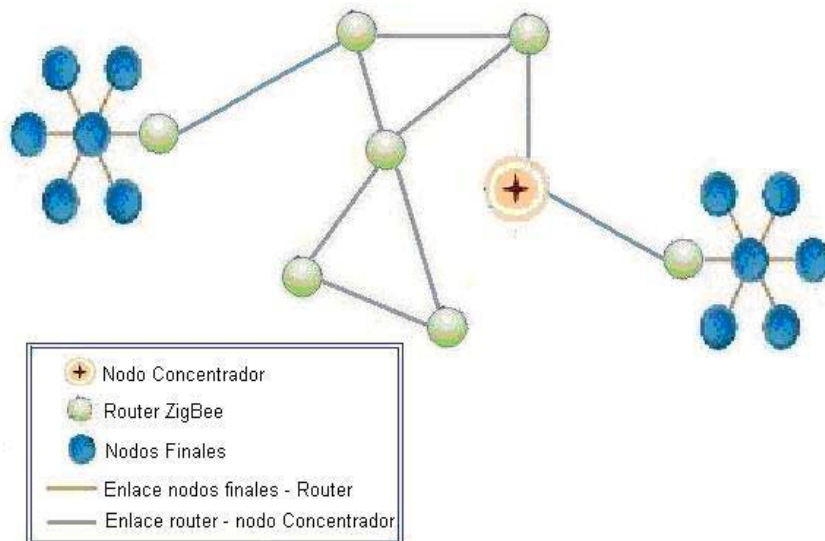 Nodo Concentrador
Router ZigBee
Nodos Finales
Enlace nodos finales - Router
Enlace router - nodo Concentrador